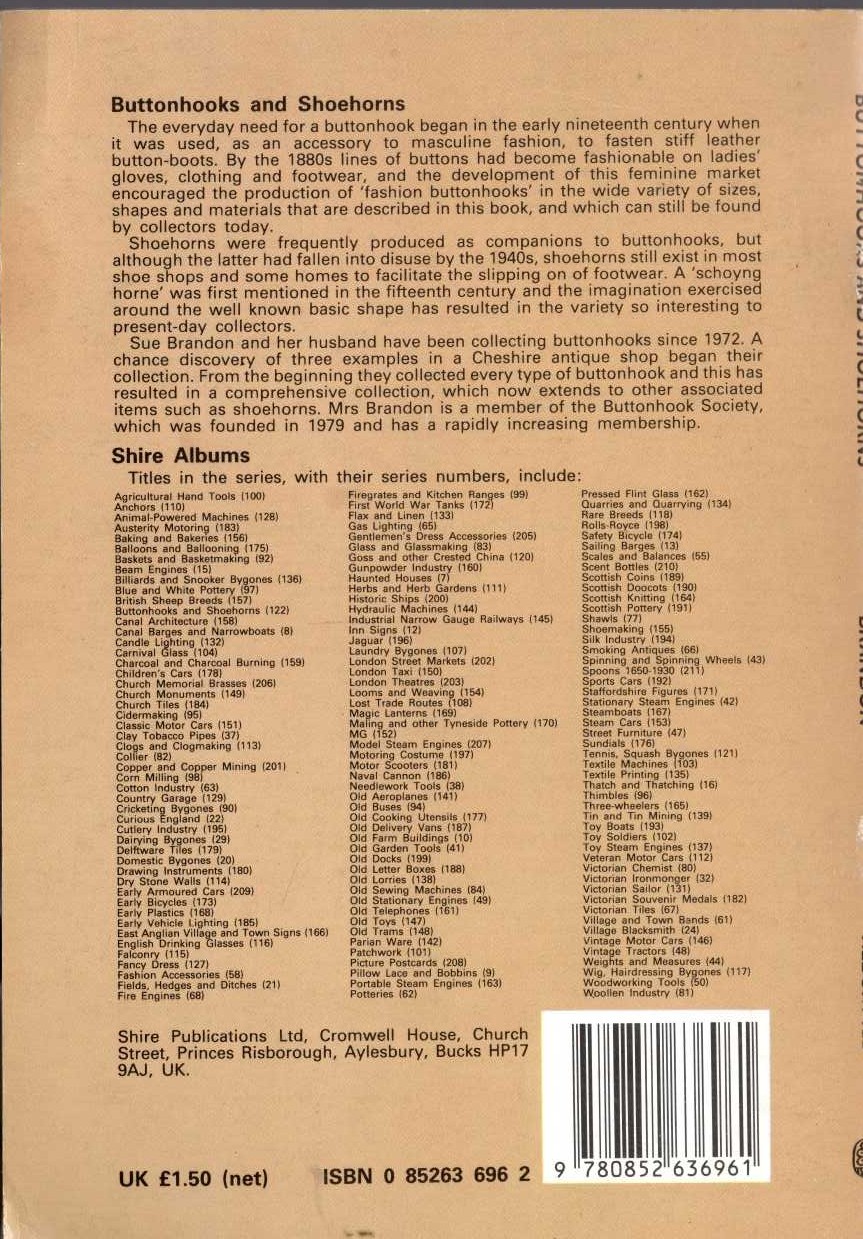 Buttonhooks and Shoehorns
The everyday need for a buttonhook began in the early nineteenth century when
it was used, as an accessory to masculine fashion, to fasten stiff leather
button-boots. By the 1880s lines of buttons had become fashionable on ladies'
gloves, clothing and footwear, and the development of this feminine market
encouraged the production of 'fashion buttonhooks' in the wide variety of sizes,
shapes and materials that are described in this book, and which can still be found
by collectors today.
Shoehorns were frequently produced as companions to buttonhooks, but
although the latter had fallen into disuse by the 1940s, shoehorns still exist in most
shoe shops and some homes to facilitate the slipping on of footwear. A 'schoyng
horne' was first mentioned in the fifteenth century and the imagination exercised
around the well known basic shape has resulted in the variety so interesting to
present-day collectors.
Sue Brandon and her husband have been collecting buttonhooks since 1972. A
chance discovery of three examples in a Cheshire antique shop began their
collection. From the beginning they collected every type of buttonhook and this has
resulted in a comprehensive collection, which now extends to other associated
items such as shoehorns. Mrs Brandon is a member of the Buttonhook Society,
which was founded in 1979 and has a rapidly increasing membership.
Shire Albums
Titles in the series, with their series numbers, include:
Agricultural Hand Tools (100)
Anchors (110)
Animal-Powered Machines (128)
Austerity Motoring (183)
Baking and Bakeries (156)
Balloons and Ballooning (175)
Baskets and Basketmaking (92)
Beam Engines (15)
Billiards and Snooker Bygones (136)
Blue and White Pottery (97)
British Sheep Breeds (157)
Buttonhooks and Shoehorns (122)
Canal Architecture (158)
Canal Barges and Narrowboats (8)
Candle Lighting (132)
Carnival Glass (104)
Charcoal and Charcoal Burning (159)
Children's Cars (178)
Church Memorial Brasses (206)
Church Monuments (149)
Church Tiles (184)
Cidermaking (95)
Classic Motor Cars (151)
Clay Tobacco Pipes (37)
Clogs and Clogmaking (113)
Collier (82)
Copper and Copper Mining (201)
Corn Milling (98)
Cotton Industry (63)
Country Garage (129)
Cricketing Bygones (90)
Curious England (22)
Cutlery Industry (195)
Dairying Bygones (29)
Delftware Tiles (179)
Domestic Bygones (20)
Drawing Instruments (180)
Dry Stone Walls (114)
Early Armoured Cars (209)
Early Bicycles (173)
Early Plastics (168)
Early Vehicle Lighting (185)
East Anglian Village and Town Signs (166)
English Drinking Glasses (116)
Falconry (115)
Fancy Dress (127)
Fashion Accessories (58)
Fields, Hedges and Ditches (21)
Fire Engines (68)
Firegrates and Kitchen Ranges (99)
First World War Tanks (172)
Flax and Linen (133)
Gas Lighting (65)
Gentlemen's Dress Accessories (205)
Glass and Glassmaking (83)
Goss and other Crested China (120)
Gunpowder Industry (160)
Haunted Houses (7)
Herbs and Herb Gardens (111)
Historic Ships (200)
Hydraulic Machines (144)
Industrial Narrow Gauge Railways (145)
Inn Signs (12)
Jaguar (196)
Laundry Bygones (107)
London Street Markets (202)
London Taxi (150)
London Theatres (203)
Looms and Weaving (154)
Lost Trade Routes (108)
Magic Lanterns (169)
Maling and other Tyneside Pottery (170)
MG (152)
Model Steam Engines (207)
Motoring Costume (197)
Motor Scooters (181)
Naval Cannon (186)
Needlework Tools (38)
Old Aeroplanes (141)
Old Buses (94)
Old Cooking Utensils (177)
Old Delivery Vans (187)
Old Farm Buildings (10)
Old Garden Tools (41)
Old Docks (199)
Old Letter Boxes (188)
Old Lorries (138)
Old Sewing Machines (84)
Old Stationary Engines (49)
Old Telephones (161)
Old Toys (147)
Old Trams (148)
Parian Ware (142)
Patchwork (101)
Picture Postcards (208)
Pillow Lace and Bobbins (9)
Portable Steam Engines (163)
Potteries (62)
Pressed Flint Glass (162)
Quarries and Quarrying (134)
Rare Breeds (118)
Rolls-Royce (198)
Safety Bicycle (174)
Sailing Barges (13)
Scales and Balances (55)
Scent Bottles (210)
Scottish Coins (189)
Scottish Doocots (190)
Scottish Knitting (164)
Scottish Pottery (191)
Shawls (77)
Shoemaking (155)
Silk Industry (194)
Smoking Antiques (66)
Spinning and Spinning Wheels (43)
Spoons 1650-1930 (211)
Sports Cars (192)
Staffordshire Figures (171)
Stationary Steam Engines (42)
Steamboats (167)
Steam Cars (153)
Street Furniture (47)
Sundials (176)
Tennis, Squash Bygones (121)
Textile Machines (103)
Textile Printing (135)
Thatch and Thatching (16)
Thimbles (96)
Three-wheelers (165)
Tin and Tin Mining (139)
Toy Boats (193)
Toy Soldiers (102)
Toy Steam Engines (137)
Veteran Motor Cars (112)
Victorian Chemist (80)
Victorian Ironmonger (32)
Victorian Sailor (131)
Victorian Souvenir Medals (182)
Victorian Tiles (67)
Village and Town Bands (61)
Village Blacksmith (24)
Vintage Motor Cars (146)
Vintage Tractors (48)
Weights and Measures (44)
Wig, Hairdressing Bygones (117)
Woodworking Tools (50)
Woollen Industry (81)
Shire Publications Ltd, Cromwell House, Church
Street, Princes Risborough, Aylesbury, Bucks HP17
9AJ, UK.
UK £1.50 (net)
ISBN 0 85263 696 2
9 780852 636961